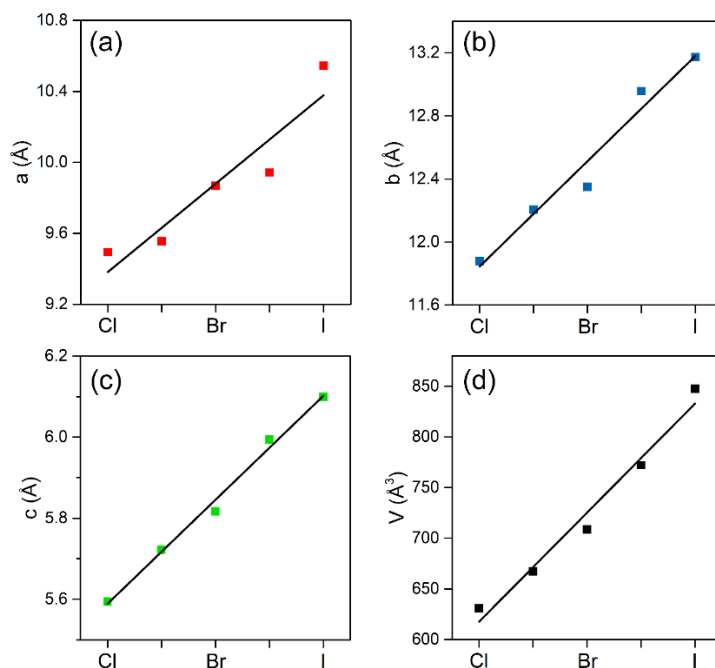 (a)
a (Å)
10.8
10.4
10.0
9.6
9.2
Cl
Br
I
(b)
b (Å)
13.2
12.8
12.4
12.0
11.6
Cl
Br
I
(c)
c (Å)
6.2
6.0
5.8
5.6
Cl
Br
I
(d)
V (Å³)
850
800
750
700
650
600
Cl
Br
I